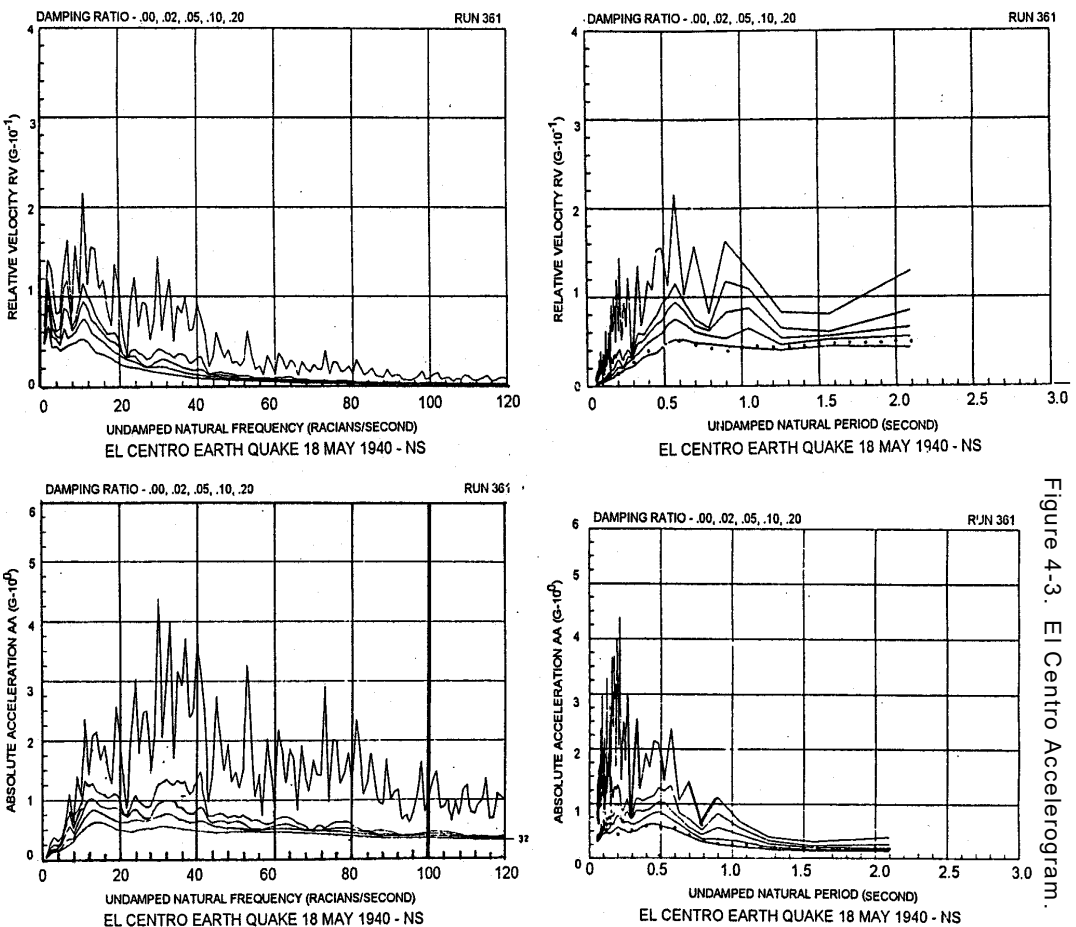 DAMPING RATIO - .00, .02, .05, .10, .20
RUN 361
4
3
2
1
0
RELATIVE VELOCITY RV (G-10⁻¹)
0 20 40 60 80 100 120
UNDAMPED NATURAL FREQUENCY (RACIANS/SECOND)
EL CENTRO EARTH QUAKE 18 MAY 1940 - NS
DAMPING RATIO - .00, .02, .05, .10, .20
RUN 361
4
3
2
1
0
RELATIVE VELOCITY RV (G-10⁻¹)
0 0.5 1.0 1.5 2.0 2.5 3.0
UNDAMPED NATURAL PERIOD (SECOND)
EL CENTRO EARTH QUAKE 18 MAY 1940 - NS
DAMPING RATIO - .00, .02, .05, .10, .20
RUN 361
6
5
4
3
2
1
0
ABSOLUTE ACCELERATION AA (G-10⁰)
32
0 20 40 60 80 100 120
UNDAMPED NATURAL FREQUENCY (RACIANS/SECOND)
EL CENTRO EARTH QUAKE 18 MAY 1940 - NS
DAMPING RATIO - .00, .02, .05, .10, .20
R'JN 361
6
5
4
3
2
1
0
ABSOLUTE ACCELERATION AA (G-10⁰)
0 0.5 1.0 1.5 2.0 2.5 3.0
UNDAMPED NATURAL PERIOD (SECOND)
EL CENTRO EARTH QUAKE 18 MAY 1940 - NS
Figure 4-3. El Centro Accelerogram.